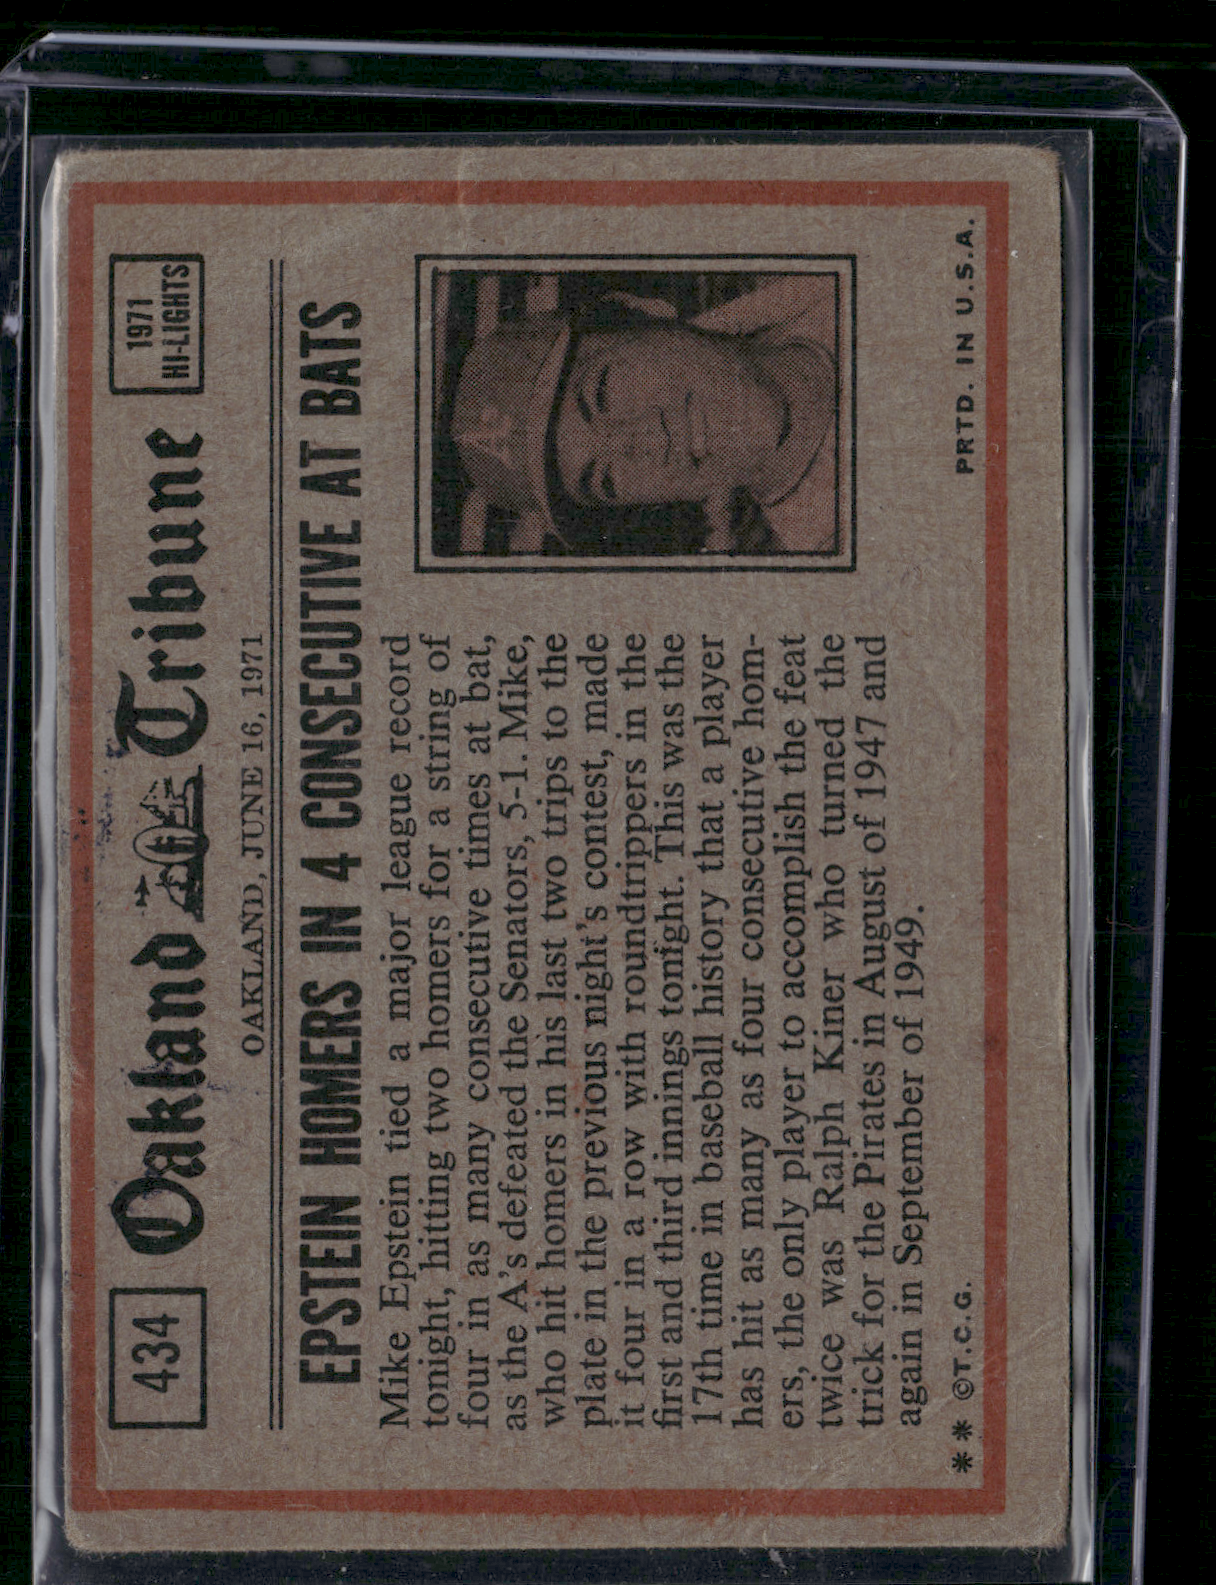 434
Oakland Tribune
1971
HI-LIGHTS
OAKLAND, JUNE 16, 1971
EPSTEIN HOMERS IN 4 CONSECUTIVE AT BATS
Mike Epstein tied a major league record
tonight, hitting two homers for a string of
four in as many consecutive times at bat,
as the A's defeated the Senators, 5-1. Mike,
who hit homers in his last two trips to the
plate in the previous night's contest, made
it four in a row with roundtrippers in the
first and third innings tonight. This was the
17th time in baseball history that a player
has hit as many as four consecutive hom-
ers, the only player to accomplish the feat
twice was Ralph Kiner who turned the
trick for the Pirates in August of 1947 and
again in September of 1949.
** ©T.C.G.
PRTD. IN U.S.A.